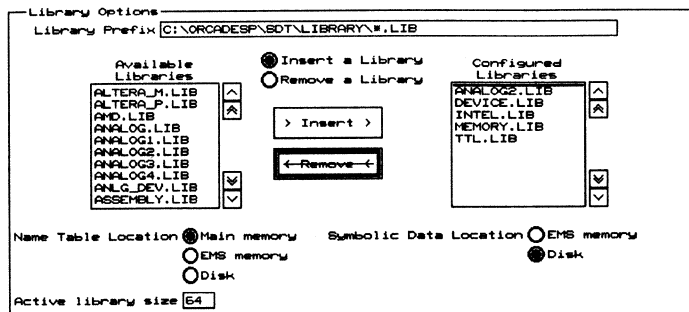 Library Options
Library Prefix C:\ORCADESP\SDT\LIBRARY\*.LIB
Available Libraries
ALTERA_M.LIB
ALTERA_P.LIB
AMD.LIB
ANALOG.LIB
ANALOG1.LIB
ANALOG2.LIB
ANALOG3.LIB
ANALOG4.LIB
ANLG_DEV.LIB
ASSEMBLY.LIB
Insert a Library
Remove a Library
> Insert >
← Remove ←
Configured Libraries
ANALOG2.LIB
DEVICE.LIB
INTEL.LIB
MEMORY.LIB
TTL.LIB
Name Table Location Main memory
EMS memory
Disk
Symbolic Data Location EMS memory
Disk
Active library size 64